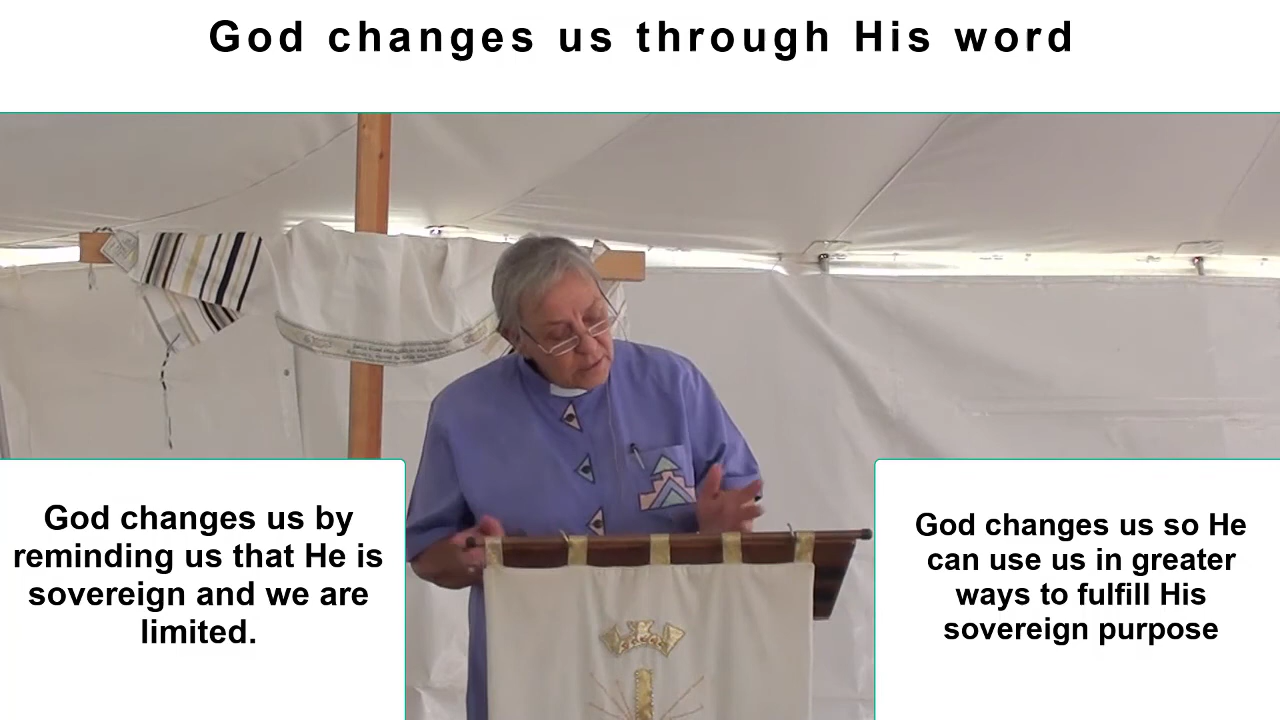 God changes us through His word
God changes us by
reminding us that He is
sovereign and we are
limited.
God changes us so He
can use us in greater
ways to fulfill His
sovereign purpose